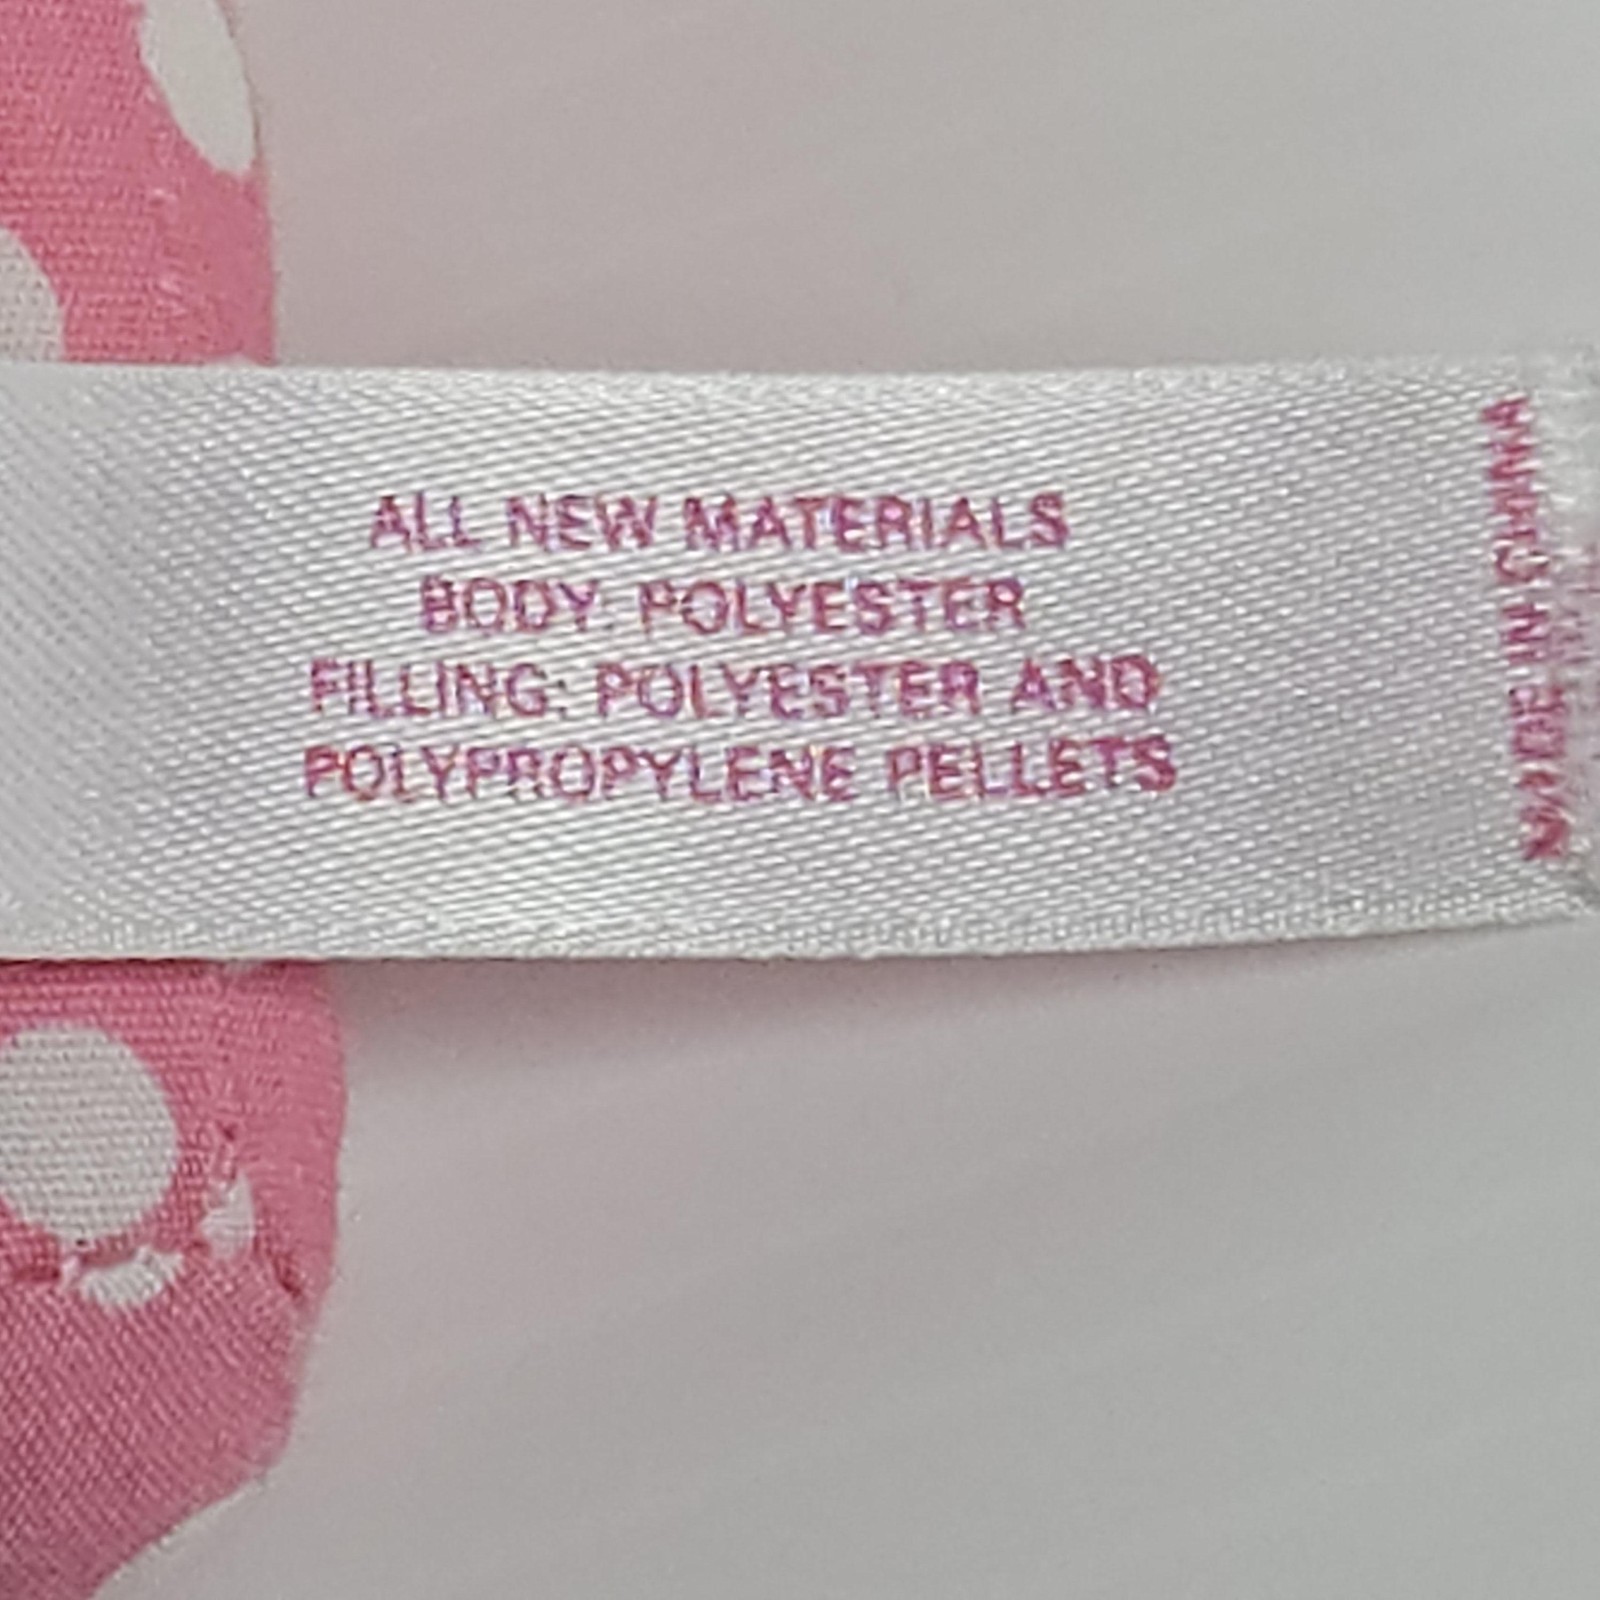 ALL NEW MATERIALS
BODY: POLYESTER
FILLING: POLYESTER AND
POLYPROPYLENE PELLETS
MADE IN CHINA